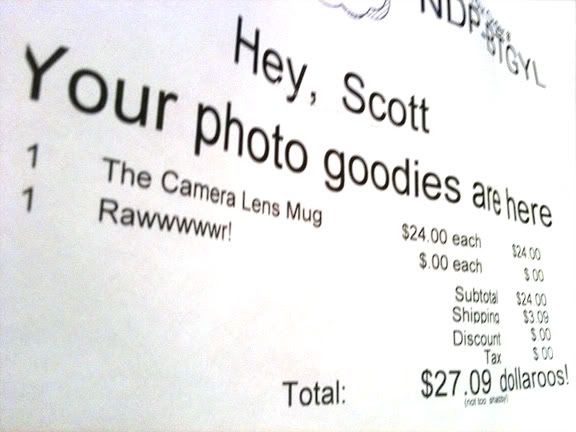 Hey, Scott
Your photo goodies are here
1 The Camera Lens Mug $24.00 each $24.00
1 Rawwwwwr! $.00 each $.00
Subtotal $24.00
Shipping $3.09
Discount $.00
Tax $.00
Total: $27.09 dollaroos!
(not too shabby)